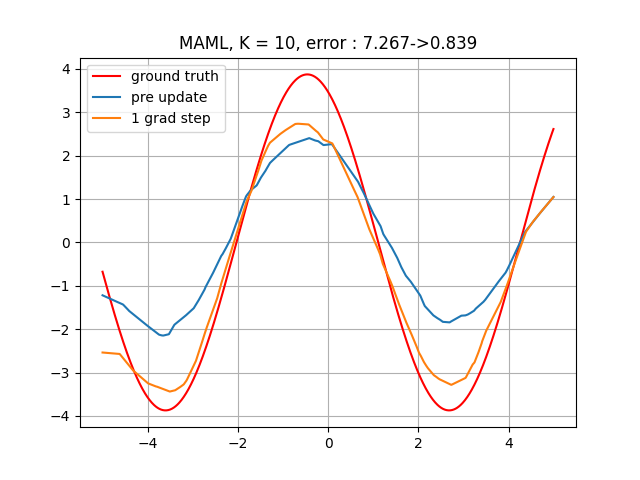 MAML, K = 10, error : 7.267->0.839
ground truth
pre update
1 grad step
4
3
2
1
0
−1
−2
−3
−4
−4 −2 0 2 4